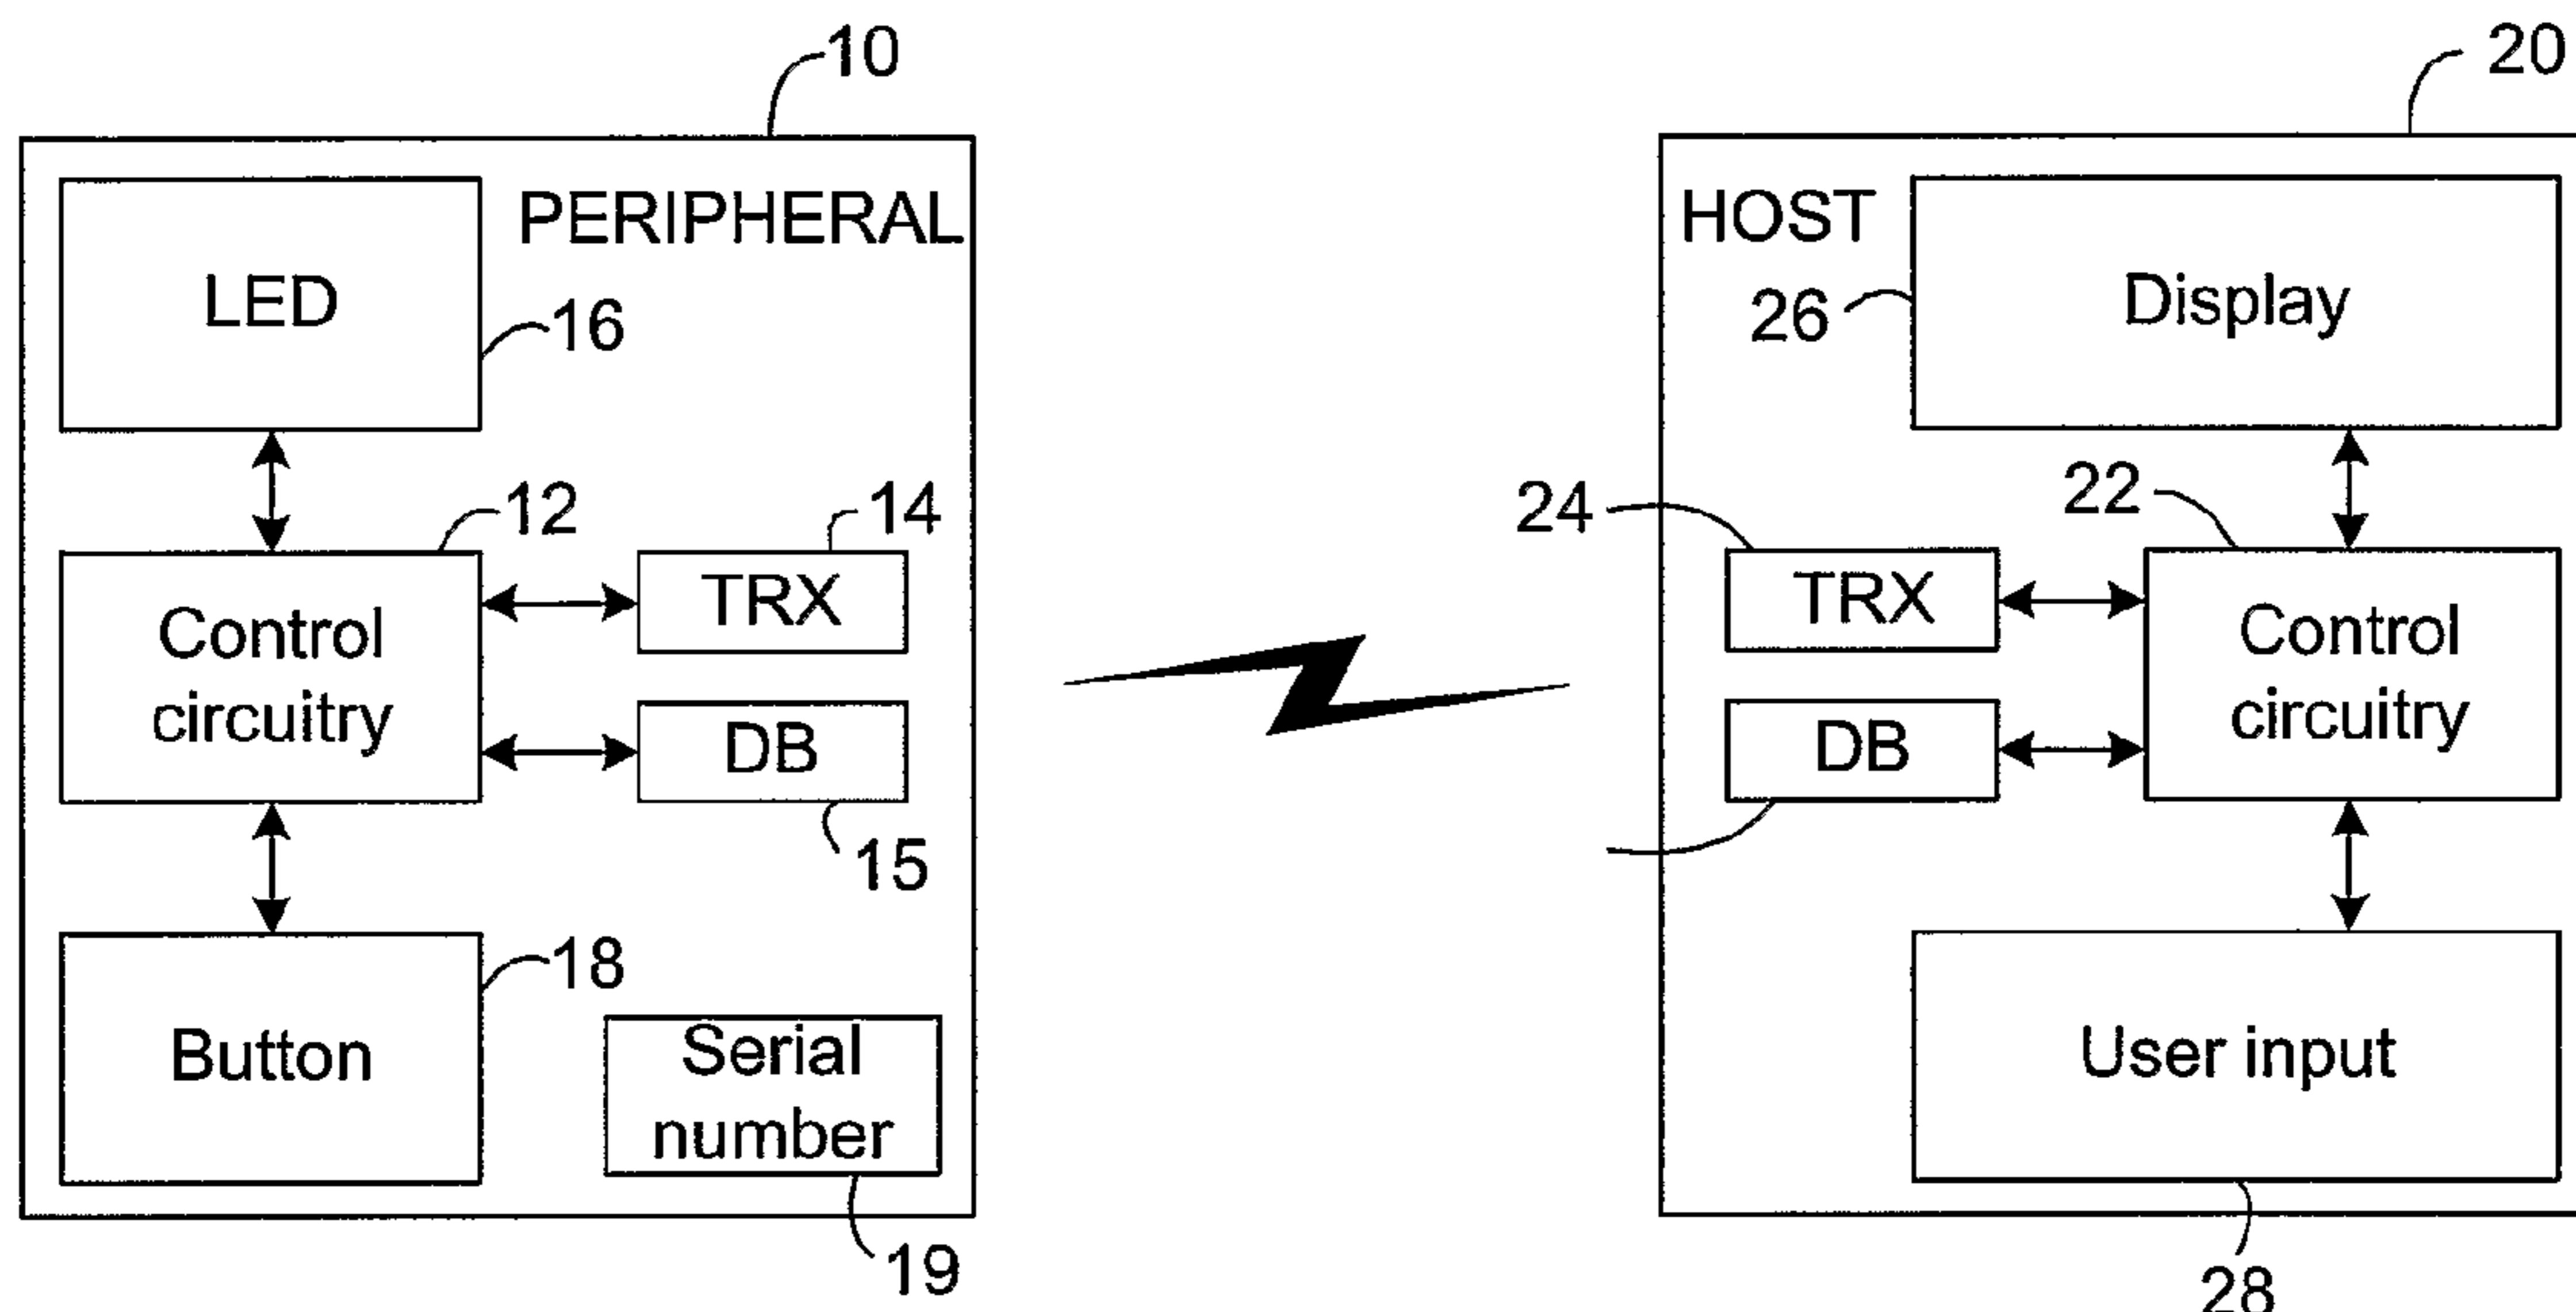 10
20
PERIPHERAL
LED
16
HOST
Display
26
12
14
24
22
Control
circuitry
TRX
DB
15
TRX
DB
Control
circuitry
18
Button
Serial
number
19
User input
28